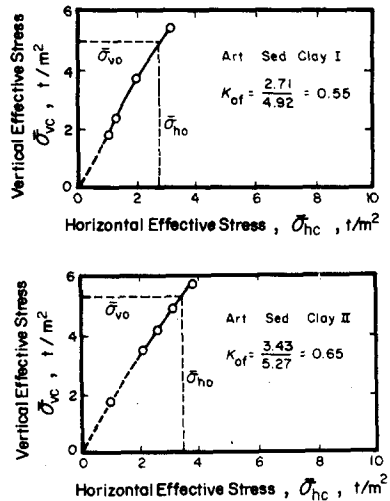 6
4
2
0
0 2 4 6 8 10
Vertical Effective Stress
σ̄vc, t/m²
σ̄vo
σ̄ho
Art Sed Clay I
Kof = 2.71/4.92 = 0.55
Horizontal Effective Stress, σ̄hc, t/m²
6
4
2
0
0 2 4 6 8 10
Vertical Effective Stress
σ̄vc, t/m²
σ̄vo
σ̄ho
Art Sed Clay II
Kof = 3.43/5.27 = 0.65
Horizontal Effective Stress, σ̄hc, t/m²